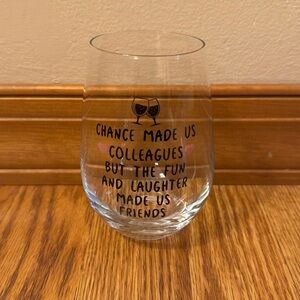 CHANCE MADE US
COLLEAGUES
BUT THE FUN
AND LAUGHTER
MADE US
FRIENDS